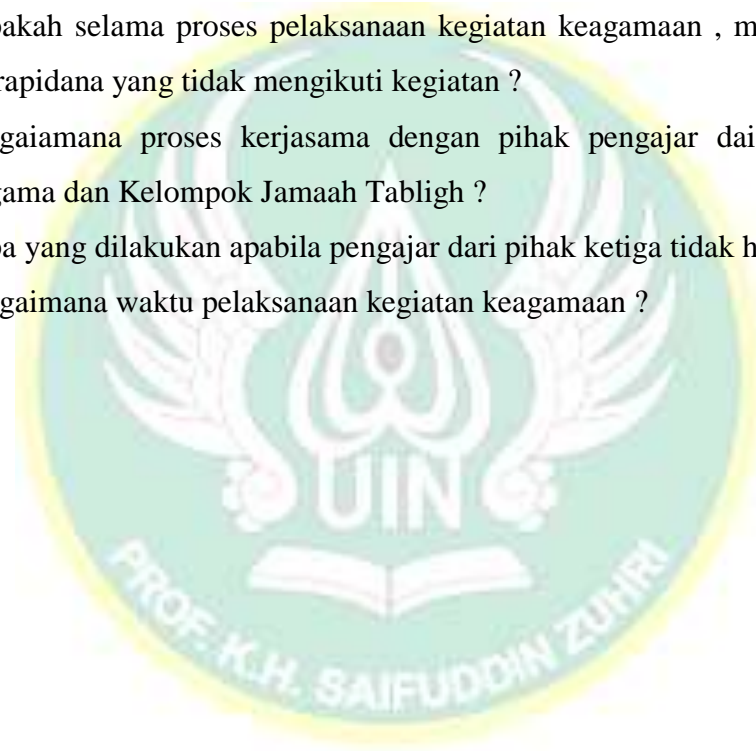 pakah selama proses pelaksanaan kegiatan keagamaan , m
rapidana yang tidak mengikuti kegiatan ?
gaiamana proses kerjasama dengan pihak pengajar dai
gama dan Kelompok Jamaah Tabligh ?
pa yang dilakukan apabila pengajar dari pihak ketiga tidak h
gaimana waktu pelaksanaan kegiatan keagamaan ?
UIN
PROF. K.H. SAIFUDDIN ZUHRI